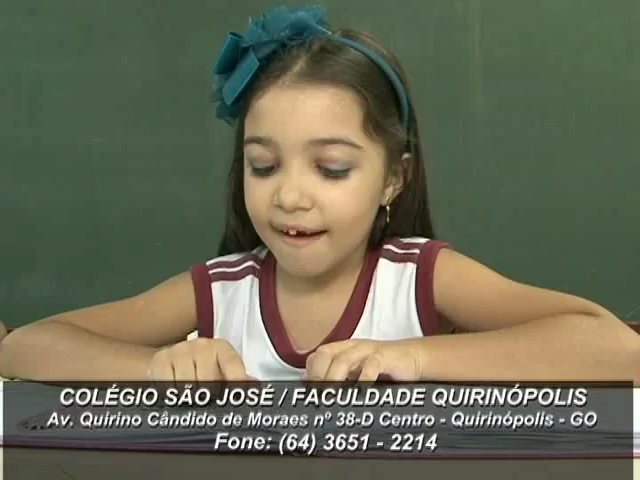 COLÉGIO SÃO JOSÉ / FACULDADE QUIRINÓPOLIS
Av. Quirino Cândido de Moraes nº 38-D Centro - Quirinópolis - GO
Fone: (64) 3651 - 2214